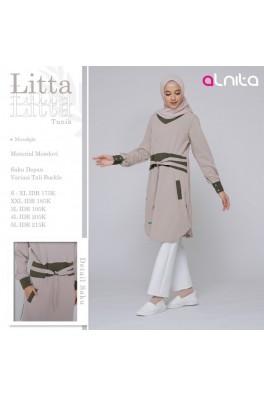 Litta
Litta
Tunik
alnita
Material Moscrepe
Saku Depan
Variasi Tali Buckle
S - XL IDR 175K
XXL IDR 185K
3L IDR 195K
4L IDR 205K
5L IDR 215K
Detail Saku